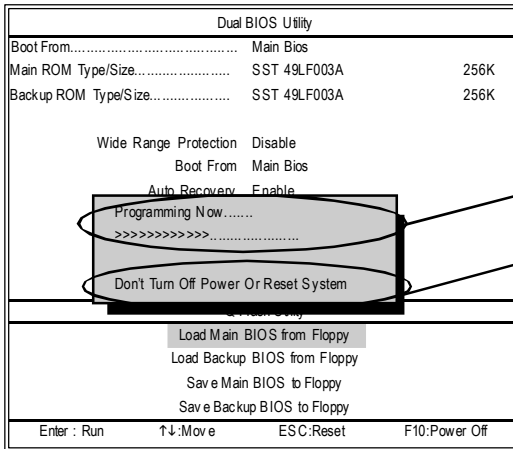 Dual BIOS Utility
Boot From...................................... Main Bios
Main ROM Type/Size...................... SST 49LF003A 256K
Backup ROM Type/Size................... SST 49LF003A 256K
Wide Range Protection Disable
Boot From Main Bios
Auto Recovery Enable
Programming Now.......
>>>>>>>>>>>>.....................
Don't Turn Off Power Or Reset System
Load Main BIOS from Floppy
Load Backup BIOS from Floppy
Save Main BIOS to Floppy
Save Backup BIOS to Floppy
Enter : Run ↑↓:Move ESC:Reset F10:Power Off